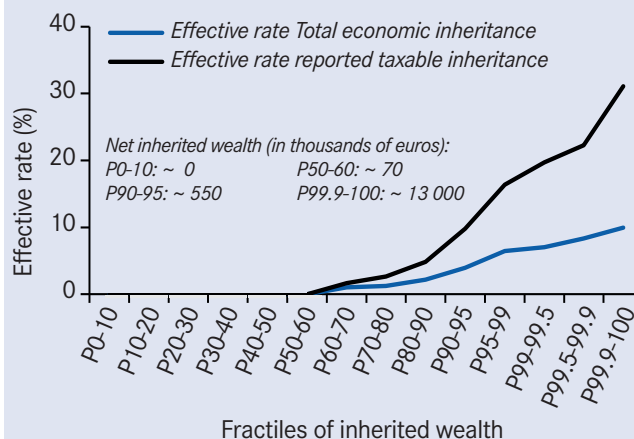 40
30
20
10
0
Effective rate (%)
Effective rate Total economic inheritance
Effective rate reported taxable inheritance
Net inherited wealth (in thousands of euros):
P0-10: ~ 0 P50-60: ~ 70
P90-95: ~ 550 P99.9-100: ~ 13 000
P0-10
P10-20
P20-30
P30-40
P40-50
P50-60
P60-70
P70-80
P80-90
P90-95
P95-99
P99-99.5
P99.5-99.9
P99.9-100
Fractiles of inherited wealth